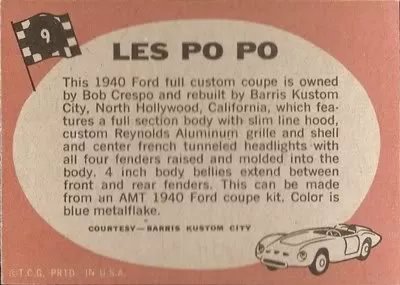 9
LES PO PO
This 1940 Ford full custom coupe is owned
by Bob Crespo and rebuilt by Barris Kustom
City, North Hollywood, California, which fea-
tures a full section body with slim line hood,
custom Reynolds Aluminum grille and shell
and center french tunneled headlights with
all four fenders raised and molded into the
body. 4 inch body bellies extend between
front and rear fenders. This can be made
from an AMT 1940 Ford coupe kit. Color is
blue metalflake.
COURTESY—BARRIS KUSTOM CITY
©T.C.G. PRTD. IN U.S.A.